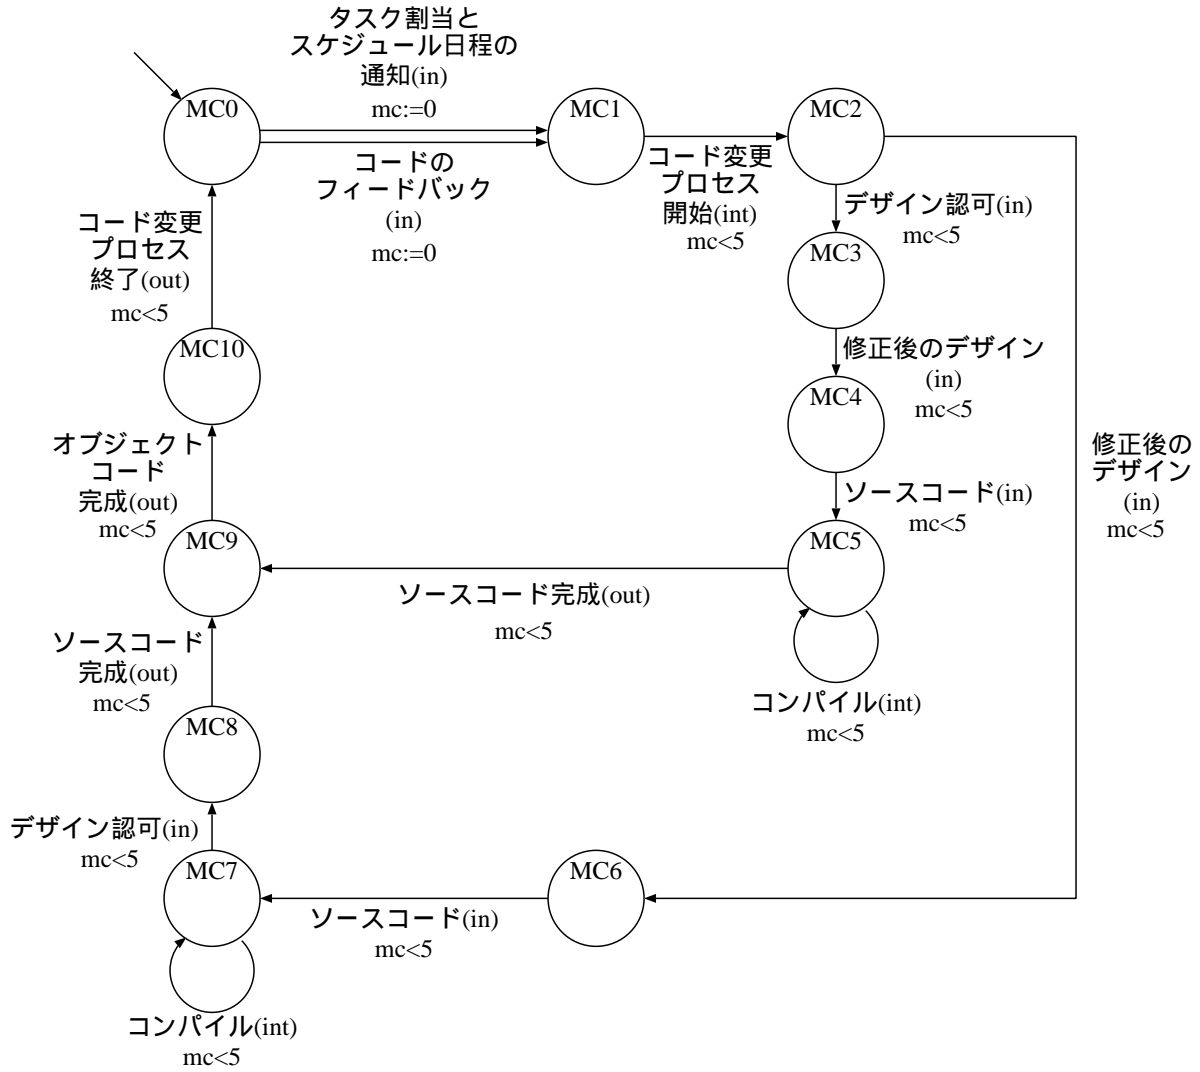 タスク割当と
スケジュール日程の
通知(in)
mc:=0
MC0
MC1
MC2
コードの
フィードバック
(in)
mc:=0
コード変更
プロセス
開始(int)
mc<5
デザイン認可(in)
mc<5
コード変更
プロセス
終了(out)
mc<5
MC3
MC10
修正後のデザイン
(in)
mc<5
MC4
オブジェクト
コード
完成(out)
mc<5
修正後の
デザイン
(in)
mc<5
ソースコード(in)
mc<5
MC9
MC5
ソースコード完成(out)
mc<5
ソースコード
完成(out)
mc<5
コンパイル(int)
mc<5
MC8
デザイン認可(in)
mc<5
MC7
MC6
ソースコード(in)
mc<5
コンパイル(int)
mc<5